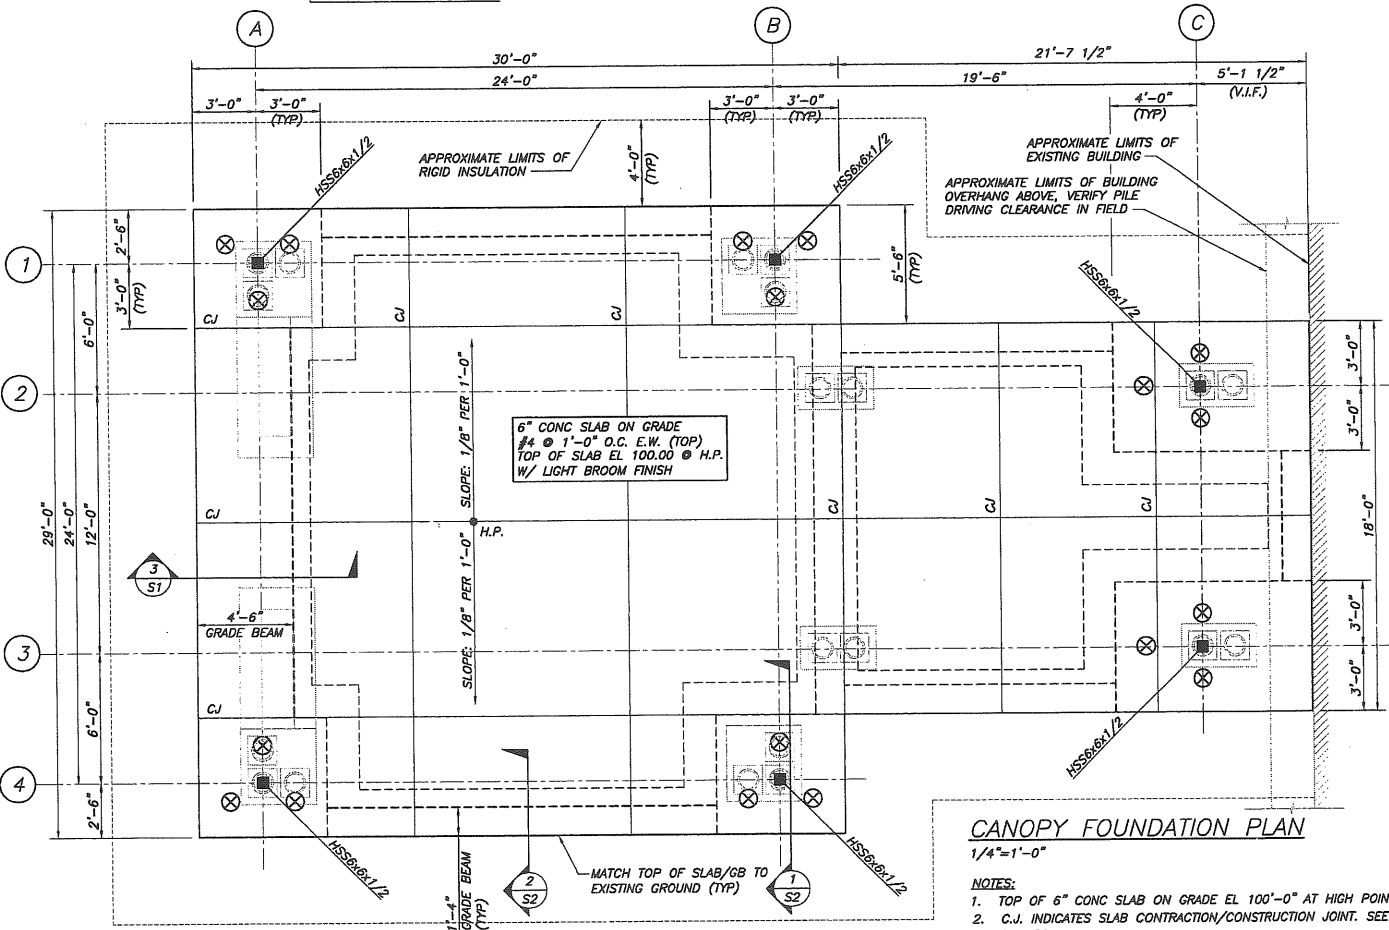 A
B
C
30'-0"
21'-7 1/2"
24'-0"
19'-6"
5'-1 1/2"
(V.I.F.)
3'-0"
3'-0"
(TYP)
3'-0"
(TYP)
3'-0"
(TYP)
4'-0"
(TYP)
APPROXIMATE LIMITS OF
RIGID INSULATION
HSS6x6x1/2
4'-0"
(TYP)
HSS6x6x1/2
APPROXIMATE LIMITS OF
EXISTING BUILDING
APPROXIMATE LIMITS OF BUILDING
OVERHANG ABOVE, VERIFY PILE
DRIVING CLEARANCE IN FIELD
1
2'-6"
3'-0"
(TYP)
5'-6"
(TYP)
HSS6x6x1/2
CJ
CJ
CJ
6'-0"
3'-0"
2
SLOPE: 1/8" PER 1'-0"
6" CONC SLAB ON GRADE
#4 @ 1'-0" O.C. E.W. (TOP)
TOP OF SLAB EL 100.00 @ H.P.
W/ LIGHT BROOM FINISH
3'-0"
29'-0"
24'-0"
12'-0"
CJ
H.P.
CJ
CJ
CJ
18'-0"
3
S1
SLOPE: 1/8" PER 1'-0"
4'-6"
GRADE BEAM
3'-0"
3
3'-0"
CJ
6'-0"
HSS6x6x1/2
4
2'-6"
HSS6x6x1/2
1'-4"
GRADE BEAM
(TYP)
2
S2
MATCH TOP OF SLAB/GB TO
EXISTING GROUND (TYP)
1
S2
HSS6x6x1/2
CANOPY FOUNDATION PLAN
1/4"=1'-0"
NOTES:
1. TOP OF 6" CONC SLAB ON GRADE EL 100'-0" AT HIGH POIN
2. C.J. INDICATES SLAB CONTRACTION/CONSTRUCTION JOINT. SEE